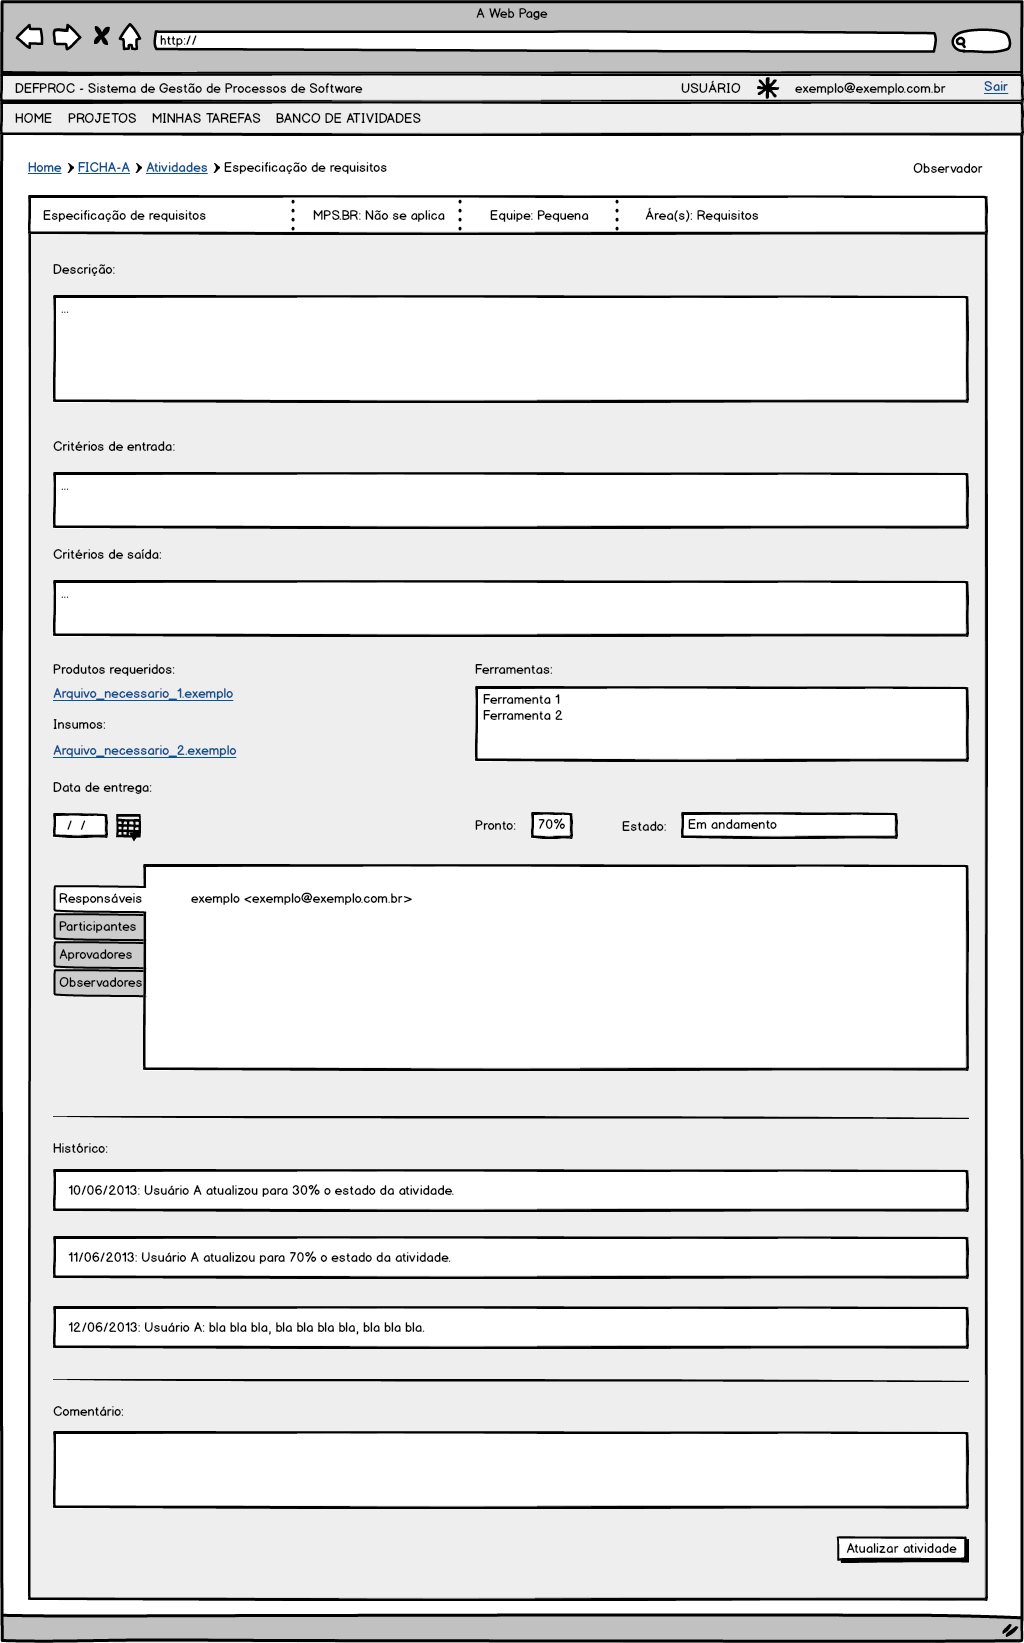 A Web Page
http://
DEFPROC - Sistema de Gestão de Processos de Software USUÁRIO exemplo@exemplo.com.br Sair
HOME PROJETOS MINHAS TAREFAS BANCO DE ATIVIDADES
Home FICHA-A Atividades Especificação de requisitos Observador
Especificação de requisitos MPS.BR: Não se aplica Equipe: Pequena Área(s): Requisitos
Descrição:
...
Critérios de entrada:
...
Critérios de saída:
...
Produtos requeridos: Ferramentas:
Arquivo_necessario_1.exemplo Ferramenta 1
Ferramenta 2
Insumos:
Arquivo_necessario_2.exemplo
Data de entrega:
/ / Pronto: 70% Estado: Em andamento
Responsáveis exemplo <exemplo@exemplo.com.br>
Participantes
Aprovadores
Observadores
Histórico:
10/06/2013: Usuário A atualizou para 30% o estado da atividade.
11/06/2013: Usuário A atualizou para 70% o estado da atividade.
12/06/2013: Usuário A: bla bla bla, bla bla bla bla, bla bla bla.
Comentário:
Atualizar atividade